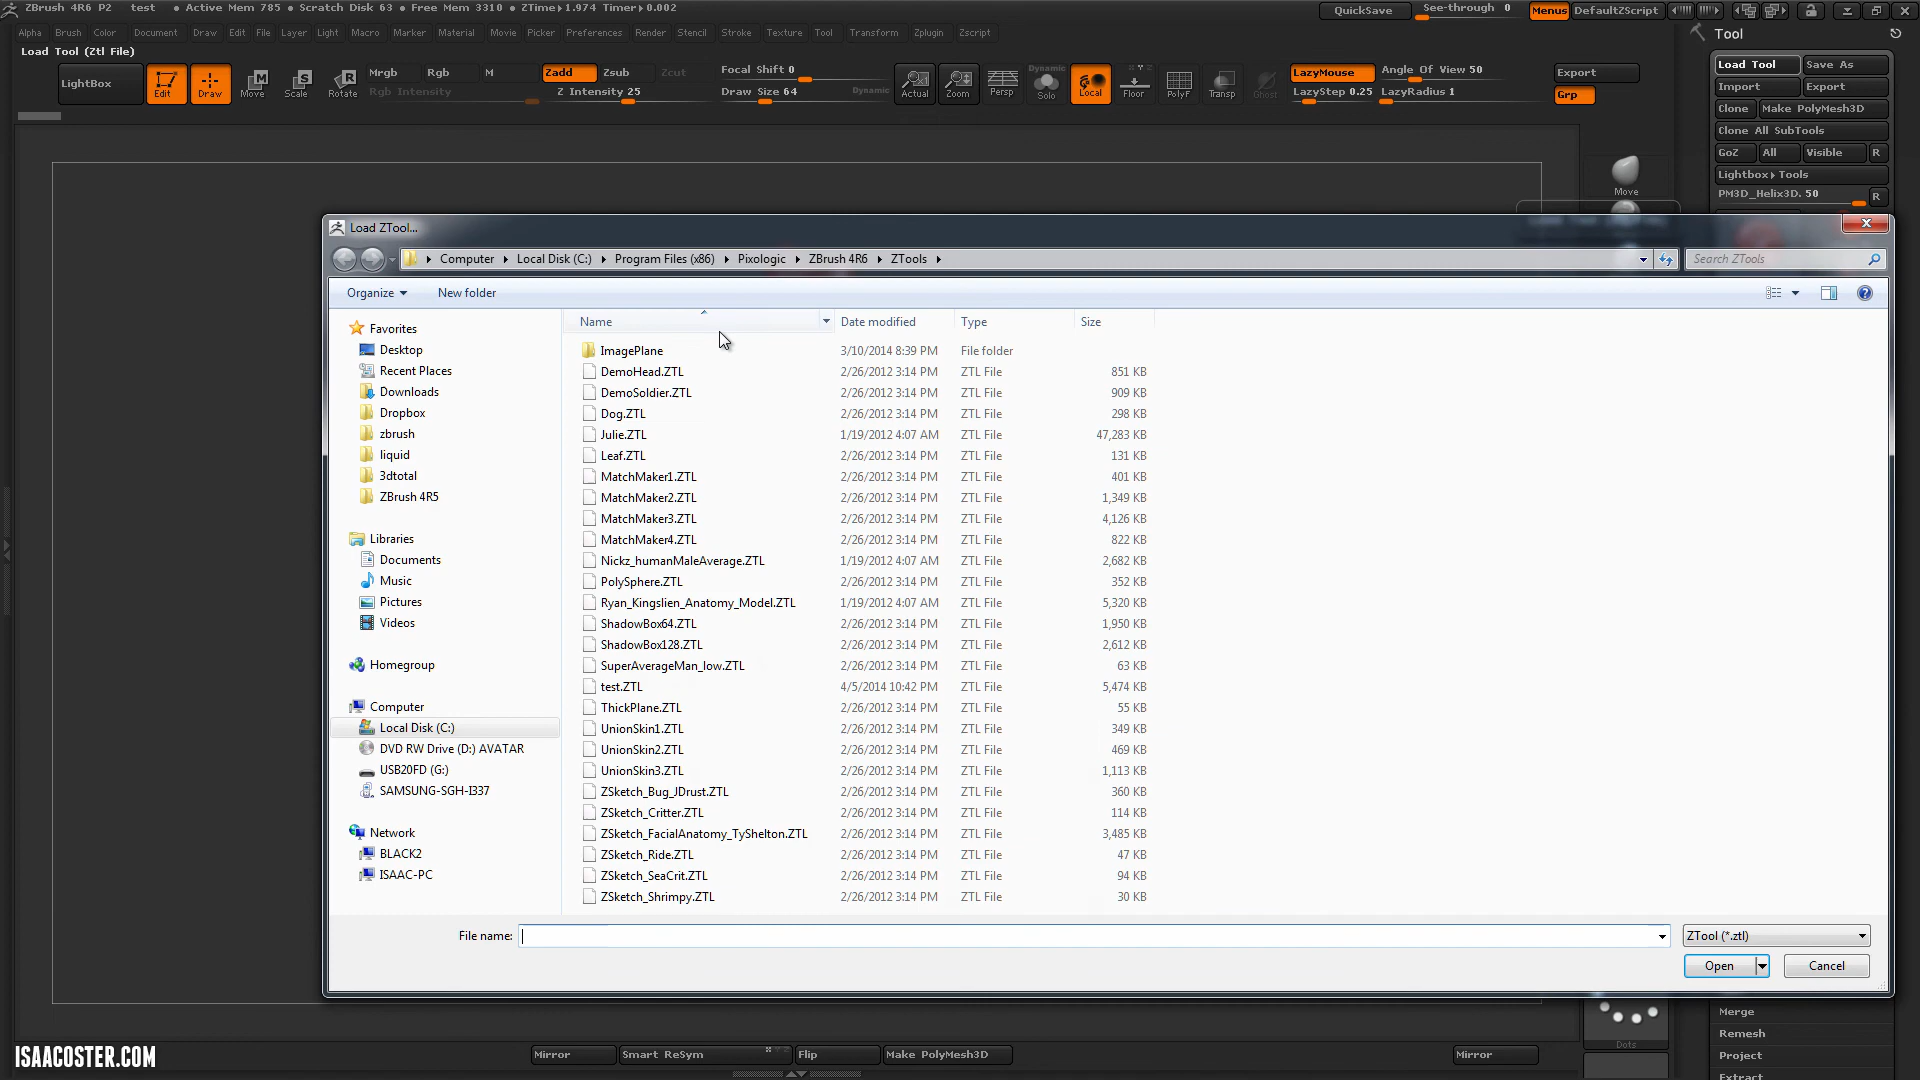 ZBrush 4R6 P2 test • Active Mem 785 • Scratch Disk 63 • Free Mem 3310 • ZTime▸1.974 Timer▸0.002 QuickSave See-through 0 Menus DefaultZScript
Alpha Brush Color Document Draw Edit File Layer Light Macro Marker Material Movie Picker Preferences Render Stencil Stroke Texture Tool Transform Zplugin Zscript
Load Tool (Ztl File)
LightBox Edit Draw Move Scale Rotate
Mrgb Rgb M Zadd Zsub Zcut
Rgb Intensity Z Intensity 25
Focal Shift 0
Draw Size 64 Dynamic
Actual Zoom Persp Dynamic Solo Local Floor PolyF Transp Ghost
LazyMouse Angle Of View 50
LazyStep 0.25 LazyRadius 1
Export
Grp
Tool
Load Tool Save As
Import Export
Clone Make PolyMesh3D
Clone All SubTools
GoZ All Visible R
Lightbox▸Tools
PM3D_Helix3D. 50 R
Move
Load ZTool...
Computer Local Disk (C:) Program Files (x86) Pixologic ZBrush 4R6 ZTools Search ZTools
Organize New folder
Name Date modified Type Size
ImagePlane 3/10/2014 8:39 PM File folder
DemoHead.ZTL 2/26/2012 3:14 PM ZTL File 851 KB
DemoSoldier.ZTL 2/26/2012 3:14 PM ZTL File 909 KB
Dog.ZTL 2/26/2012 3:14 PM ZTL File 298 KB
Julie.ZTL 1/19/2012 4:07 AM ZTL File 47,283 KB
Leaf.ZTL 2/26/2012 3:14 PM ZTL File 131 KB
MatchMaker1.ZTL 2/26/2012 3:14 PM ZTL File 401 KB
MatchMaker2.ZTL 2/26/2012 3:14 PM ZTL File 1,349 KB
MatchMaker3.ZTL 2/26/2012 3:14 PM ZTL File 4,126 KB
MatchMaker4.ZTL 2/26/2012 3:14 PM ZTL File 822 KB
Nickz_humanMaleAverage.ZTL 1/19/2012 4:07 AM ZTL File 2,682 KB
PolySphere.ZTL 2/26/2012 3:14 PM ZTL File 352 KB
Ryan_Kingslien_Anatomy_Model.ZTL 1/19/2012 4:07 AM ZTL File 5,320 KB
ShadowBox64.ZTL 2/26/2012 3:14 PM ZTL File 1,950 KB
ShadowBox128.ZTL 2/26/2012 3:14 PM ZTL File 2,612 KB
SuperAverageMan_low.ZTL 2/26/2012 3:14 PM ZTL File 63 KB
test.ZTL 4/5/2014 10:42 PM ZTL File 5,474 KB
ThickPlane.ZTL 2/26/2012 3:14 PM ZTL File 55 KB
UnionSkin1.ZTL 2/26/2012 3:14 PM ZTL File 349 KB
UnionSkin2.ZTL 2/26/2012 3:14 PM ZTL File 469 KB
UnionSkin3.ZTL 2/26/2012 3:14 PM ZTL File 1,113 KB
ZSketch_Bug_JDrust.ZTL 2/26/2012 3:14 PM ZTL File 360 KB
ZSketch_Critter.ZTL 2/26/2012 3:14 PM ZTL File 114 KB
ZSketch_FacialAnatomy_TyShelton.ZTL 2/26/2012 3:14 PM ZTL File 3,485 KB
ZSketch_Ride.ZTL 2/26/2012 3:14 PM ZTL File 47 KB
ZSketch_SeaCrit.ZTL 2/26/2012 3:14 PM ZTL File 94 KB
ZSketch_Shrimpy.ZTL 2/26/2012 3:14 PM ZTL File 30 KB
Favorites
Desktop
Recent Places
Downloads
Dropbox
zbrush
liquid
3dtotal
ZBrush 4R5
Libraries
Documents
Music
Pictures
Videos
Homegroup
Computer
Local Disk (C:)
DVD RW Drive (D:) AVATAR
USB20FD (G:)
SAMSUNG-SGH-I337
Network
BLACK2
ISAAC-PC
File name: ZTool (*.ztl)
Open Cancel
Dots
Merge
Remesh
Project
Extract
Mirror Smart ReSym Flip Make PolyMesh3D Mirror
ISAACOSTER.COM